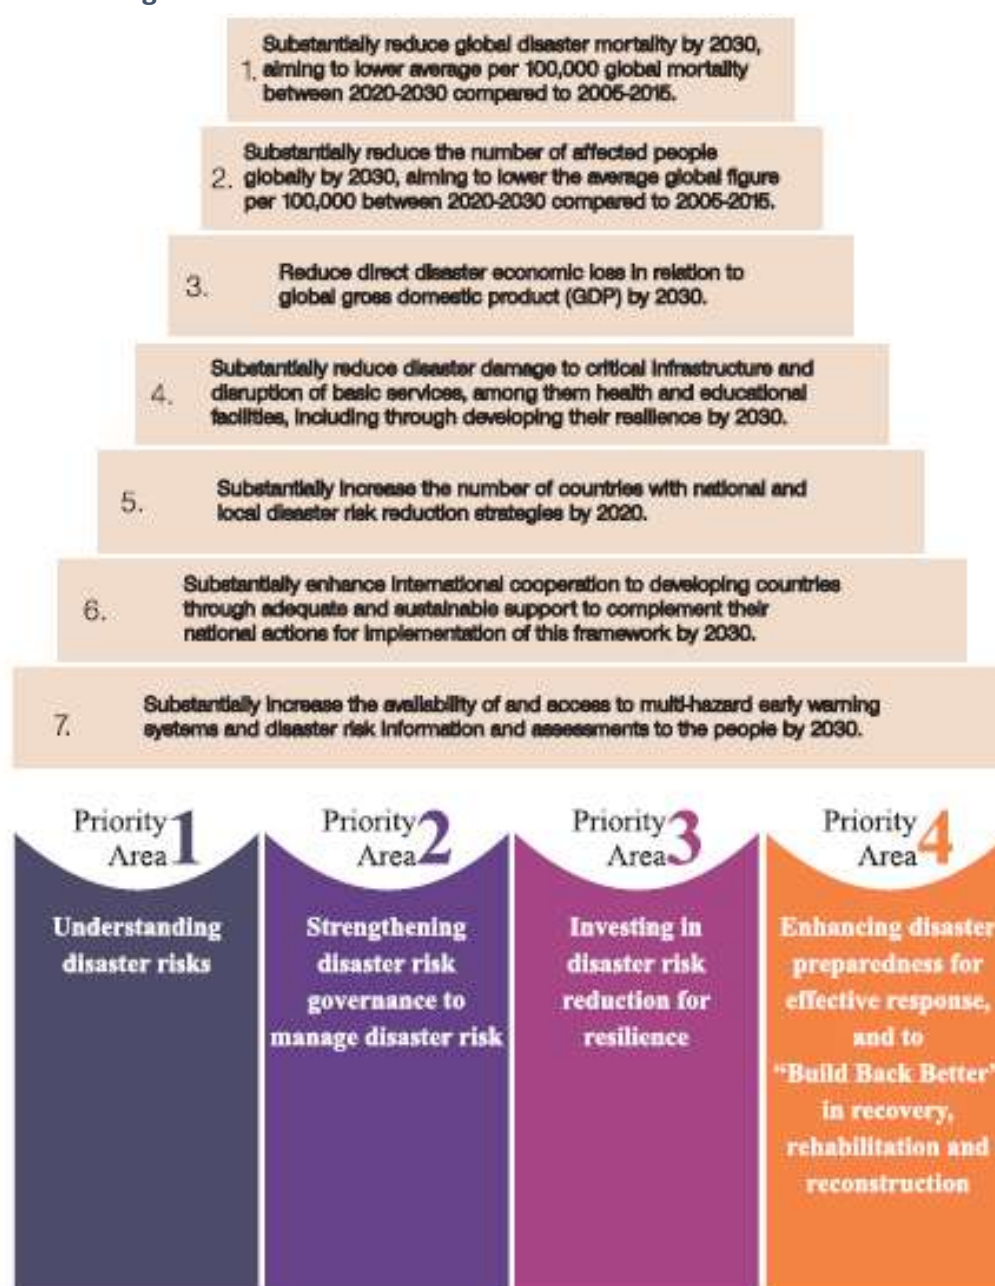 1. Substantially reduce global disaster mortality by 2030,
aiming to lower average per 100,000 global mortality
between 2020-2030 compared to 2005-2015.
2. Substantially reduce the number of affected people
globally by 2030, aiming to lower the average global figure
per 100,000 between 2020-2030 compared to 2005-2015.
3. Reduce direct disaster economic loss in relation to
global gross domestic product (GDP) by 2030.
4. Substantially reduce disaster damage to critical infrastructure and
disruption of basic services, among them health and educational
facilities, including through developing their resilience by 2030.
5. Substantially increase the number of countries with national and
local disaster risk reduction strategies by 2020.
6. Substantially enhance international cooperation to developing countries
through adequate and sustainable support to complement their
national actions for implementation of this framework by 2030.
7. Substantially increase the availability of and access to multi-hazard early warning
systems and disaster risk information and assessments to the people by 2030.
Priority
Area 1
Understanding
disaster risks
Priority
Area 2
Strengthening
disaster risk
governance to
manage disaster risk
Priority
Area 3
Investing in
disaster risk
reduction for
resilience
Priority
Area 4
Enhancing disaster
preparedness for
effective response,
and to
“Build Back Better”
in recovery,
rehabilitation and
reconstruction